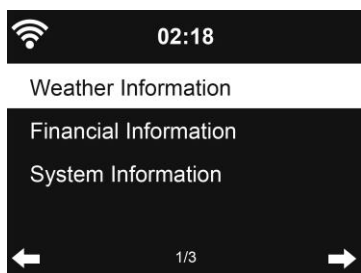 02:18
Weather Information
Financial Information
System Information
1/3